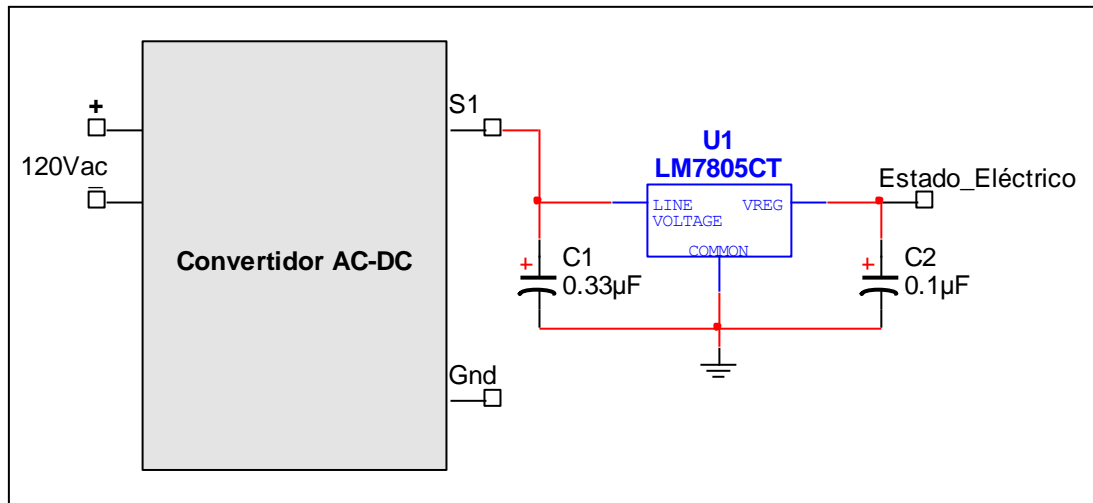 +
120Vac
=
Convertidor AC-DC
S1
Gnd
U1
LM7805CT
LINE VREG
VOLTAGE
COMMON
+
C1
0.33µF
+
C2
0.1µF
Estado_Eléctrico